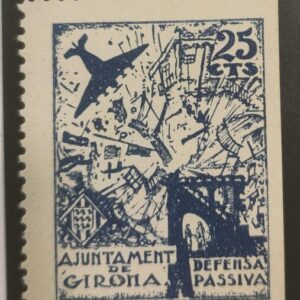 25
CTS
AJUNTAMENT
DE
GIRONA
DEFENSA
PASSIVA